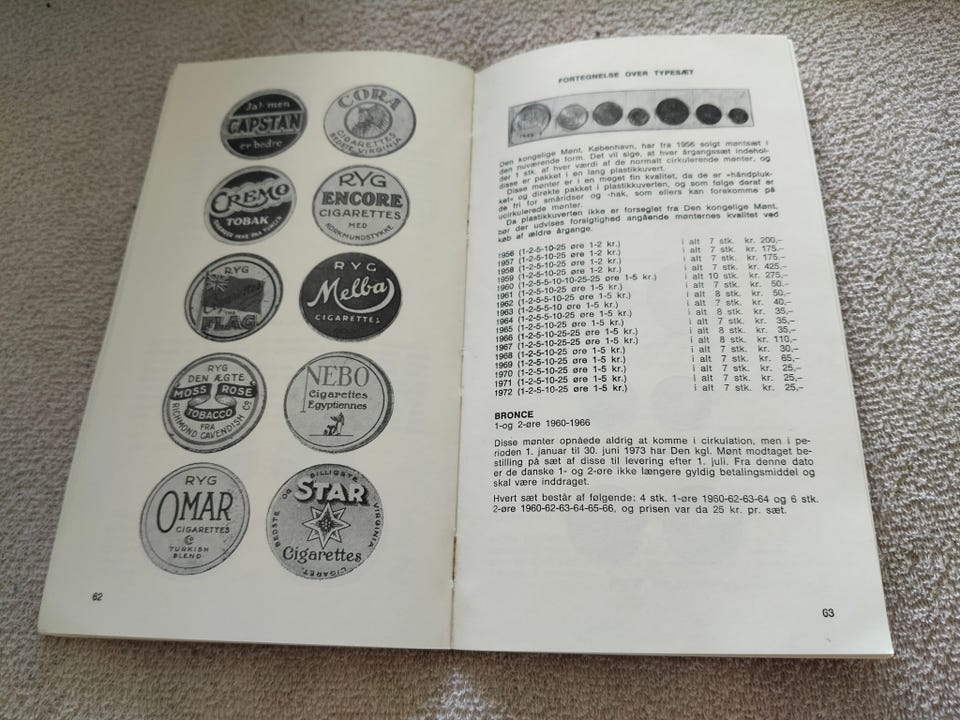 Ja! men
CAPSTAN
er bedre
CORA
CIGARETTES
BEDSTE VIRGINIA
CREMO
TOBAK
RYG
ENCORE
CIGARETTES
MED
KORKMUNDSTYKKE
RYG
THE
FLAG
RYG
Melba
CIGARETTES
RYG
DEN ÆGTE
MOSS ROSE
TOBACCO
FRA
RICHMOND CAVENDISH Co
NEBO
Cigarettes
Egyptiennes
RYG
OMAR
CIGARETTES
TURKISH
BLEND
BEDSTE OG BILLIGSTE VIRGINIA CIGARET.
STAR
Cigarettes
62
FORTEGNELSE OVER TYPESÆT
Den kongelige Mønt, København, har fra 1956 solgt møntsæt i
den nuværende form. Det vil sige, at hver årgangssæt indehol-
der 1 stk. af hver værdi af de normalt cirkulerende mønter, og
disse er pakket i en lang plastikkuvert.
Disse mønter er i en meget fin kvalitet, da de er »håndpluk-
ket« og direkte pakket i plastikkuverten, og som følge deraf er
de fri for småridser og -hak, som ellers kan forekomme på
ucirkulerede mønter.
Da plastikkuverten ikke er forseglet fra Den kongelige Mønt,
bør der udvises forsigtighed angående mønternes kvalitet ved
køb af ældre årgange.
1956 (1-2-5-10-25 øre 1-2 kr.) i alt 7 stk. kr. 200,–
1957 (1-2-5-10-25 øre 1-2 kr.) i alt 7 stk. kr. 175,–
1958 (1-2-5-10-25 øre 1-2 kr.) i alt 7 stk. kr. 175,–
1959 (1-2-5-10-25 øre 1-2 kr.) i alt 7 stk. kr. 425,–
1960 (1-2-5-5-10-10-25-25 øre 1-5 kr.) i alt 10 stk. kr. 275,–
1961 (1-2-5-10-25 øre 1-5 kr.) i alt 7 stk. kr. 50,–
1962 (1-2-5-5-10-25 øre 1-5 kr.) i alt 8 stk. kr. 50,–
1963 (1-2-5-5-10 øre 1-5 kr.) i alt 7 stk. kr. 40,–
1964 (1-2-5-5-10-25 øre 1-5 kr.) i alt 8 stk. kr. 35,–
1965 (1-2-5-10-25 øre 1-5 kr.) i alt 7 stk. kr. 35,–
1966 (1-2-5-10-25-25 øre 1-5 kr.) i alt 8 stk. kr. 35,–
1967 (1-2-5-10-25-25 øre 1-5 kr.) i alt 8 stk. kr. 110,–
1968 (1-2-5-10-25 øre 1-5 kr.) i alt 7 stk. kr. 30,–
1969 (1-2-5-10-25 øre 1-5 kr.) i alt 7 stk. kr. 65,–
1970 (1-2-5-10-25 øre 1-5 kr.) i alt 7 stk. kr. 25,–
1971 (1-2-5-10-25 øre 1-5 kr.) i alt 7 stk. kr. 25,–
1972 (1-2-5-10-25 øre 1-5 kr.) i alt 7 stk. kr. 25,–
BRONCE
1-og 2-øre 1960-1966
Disse mønter opnåede aldrig at komme i cirkulation, men i pe-
rioden 1. januar til 30. juni 1973 har Den kgl. Mønt modtaget be-
stilling på sæt af disse til levering efter 1. juli. Fra denne dato
er de danske 1- og 2-øre ikke længere gyldig betalingsmiddel og
skal være inddraget.
Hvert sæt består af følgende: 4 stk. 1-øre 1960-62-63-64 og 6 stk.
2-øre 1960-62-63-64-65-66, og prisen var da 25 kr. pr. sæt.
63